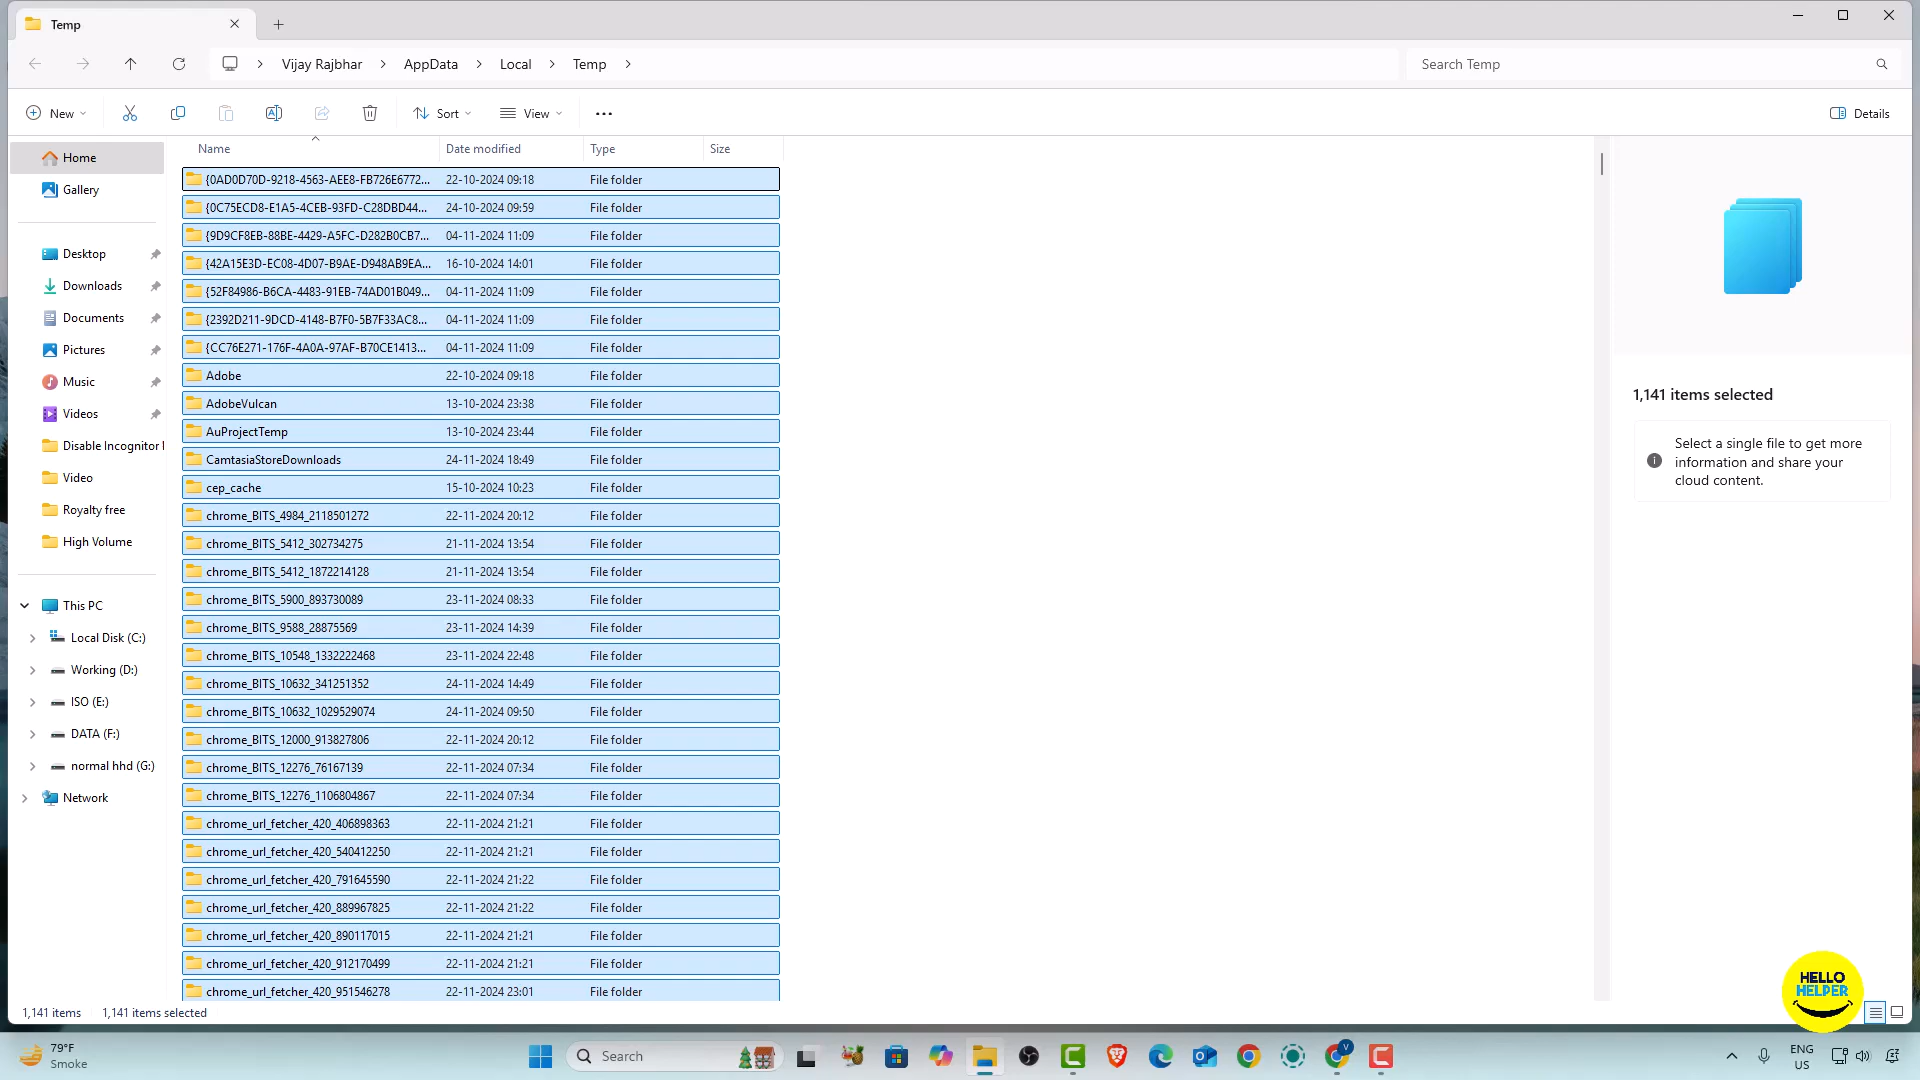 Temp
Vijay Rajbhar
AppData
Local
Temp
Search Temp
New
Sort
View
Details
Home
Gallery
Desktop
Downloads
Documents
Pictures
Music
Videos
Disable Incognitor
Video
Royalty free
High Volume
This PC
Local Disk (C:)
Working (D:)
ISO (E:)
DATA (F:)
normal hhd (G:)
Network
Name Date modified Type Size
{0AD0D70D-9218-4563-AEE8-FB726E6772... 22-10-2024 09:18 File folder
{0C75ECD8-E1A5-4CEB-93FD-C28DBD44... 24-10-2024 09:59 File folder
{9D9CF8EB-88BE-4429-A5FC-D282B0CB7... 04-11-2024 11:09 File folder
{42A15E3D-EC08-4D07-B9AE-D948AB9EA... 16-10-2024 14:01 File folder
{52F84986-B6CA-4483-91EB-74AD01B049... 04-11-2024 11:09 File folder
{2392D211-9DCD-4148-B7F0-5B7F33AC8... 04-11-2024 11:09 File folder
{CC76E271-176F-4A0A-97AF-B70CE1413... 04-11-2024 11:09 File folder
Adobe 22-10-2024 09:18 File folder
AdobeVulcan 13-10-2024 23:38 File folder
AuProjectTemp 13-10-2024 23:44 File folder
CamtasiaStoreDownloads 24-11-2024 18:49 File folder
cep_cache 15-10-2024 10:23 File folder
chrome_BITS_4984_2118501272 22-11-2024 20:12 File folder
chrome_BITS_5412_302734275 21-11-2024 13:54 File folder
chrome_BITS_5412_1872214128 21-11-2024 13:54 File folder
chrome_BITS_5900_893730089 23-11-2024 08:33 File folder
chrome_BITS_9588_28875569 23-11-2024 14:39 File folder
chrome_BITS_10548_1332222468 23-11-2024 22:48 File folder
chrome_BITS_10632_341251352 24-11-2024 14:49 File folder
chrome_BITS_10632_1029529074 24-11-2024 09:50 File folder
chrome_BITS_12000_913827806 22-11-2024 20:12 File folder
chrome_BITS_12276_76167139 22-11-2024 07:34 File folder
chrome_BITS_12276_1106804867 22-11-2024 07:34 File folder
chrome_url_fetcher_420_406898363 22-11-2024 21:21 File folder
chrome_url_fetcher_420_540412250 22-11-2024 21:21 File folder
chrome_url_fetcher_420_791645590 22-11-2024 21:22 File folder
chrome_url_fetcher_420_889967825 22-11-2024 21:22 File folder
chrome_url_fetcher_420_890117015 22-11-2024 21:21 File folder
chrome_url_fetcher_420_912170499 22-11-2024 21:21 File folder
chrome_url_fetcher_420_951546278 22-11-2024 23:01 File folder
1,141 items selected
Select a single file to get more
information and share your
cloud content.
HELLO
HELPER
1,141 items 1,141 items selected
79°F
Smoke
Search
V
ENG
US